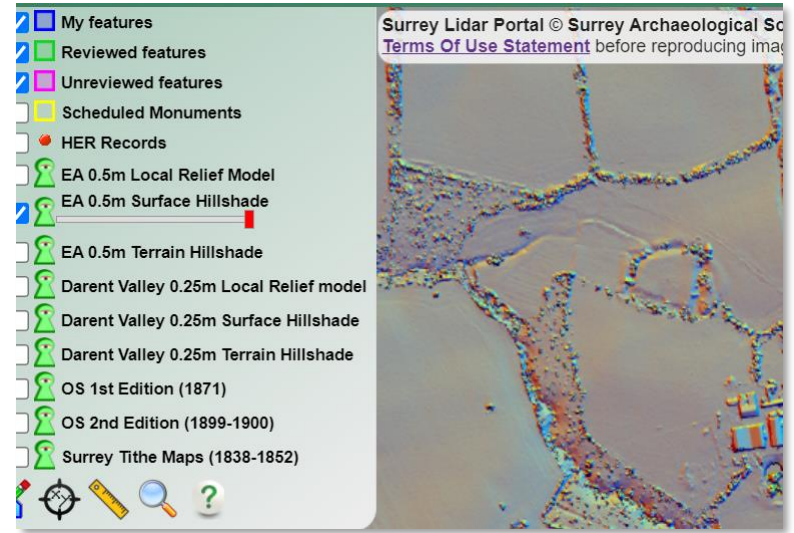 My features
Reviewed features
Unreviewed features
Scheduled Monuments
HER Records
EA 0.5m Local Relief Model
EA 0.5m Surface Hillshade
EA 0.5m Terrain Hillshade
Darent Valley 0.25m Local Relief model
Darent Valley 0.25m Surface Hillshade
Darent Valley 0.25m Terrain Hillshade
OS 1st Edition (1871)
OS 2nd Edition (1899-1900)
Surrey Tithe Maps (1838-1852)
?
Surrey Lidar Portal © Surrey Archaeological So
Terms Of Use Statement before reproducing ima